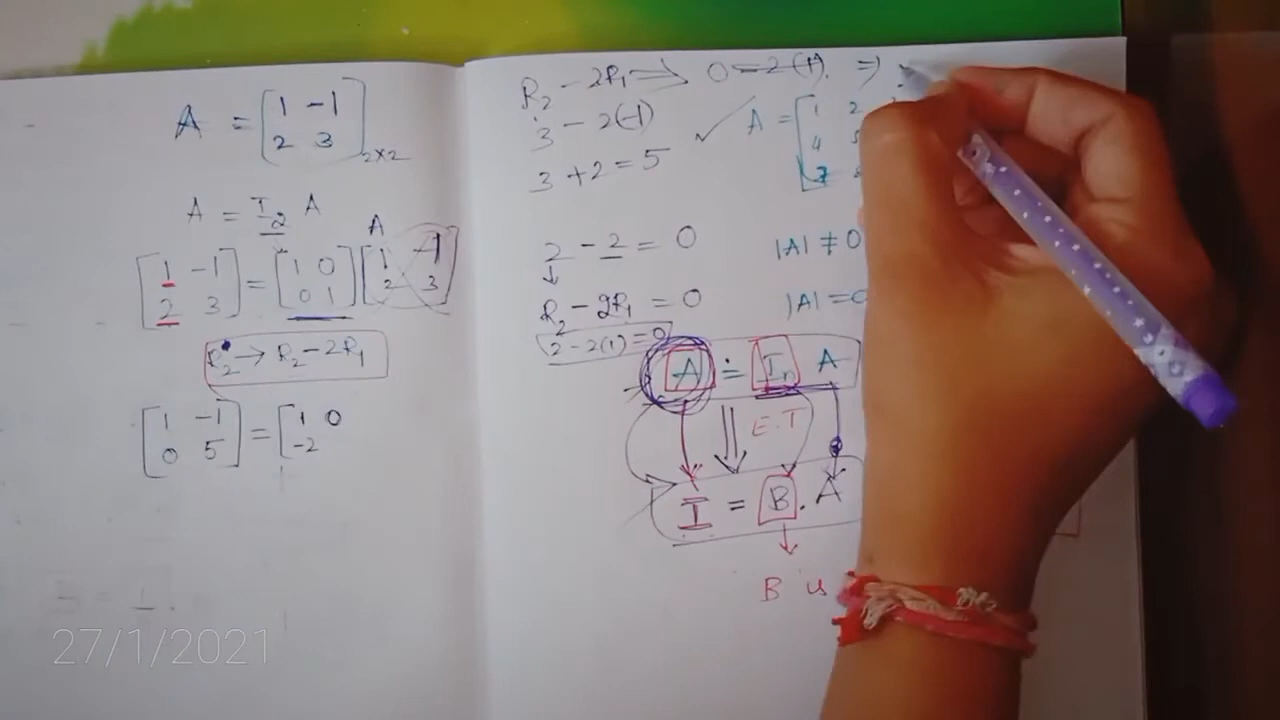 A = [1 -1
2 3]2×2
A = I2 A
A
[1 -1
2 3] = [1 0
0 1] [1 -1
2 3]
R2 → R2 - 2R1
[1 -1
0 5] = [1 0
-2
R2 - 2R1 ⇒ 0 - 2(1). ⇒
3 - 2(-1)
3 + 2 = 5
✓ A = [1 2
4 5
7
2 - 2 = 0
↓
R2 - 2R1 = 0
2 - 2(1) = 0
|A| ≠ 0
|A| = 0
A = In A
E.T
I = B . A
B is
27/1/2021